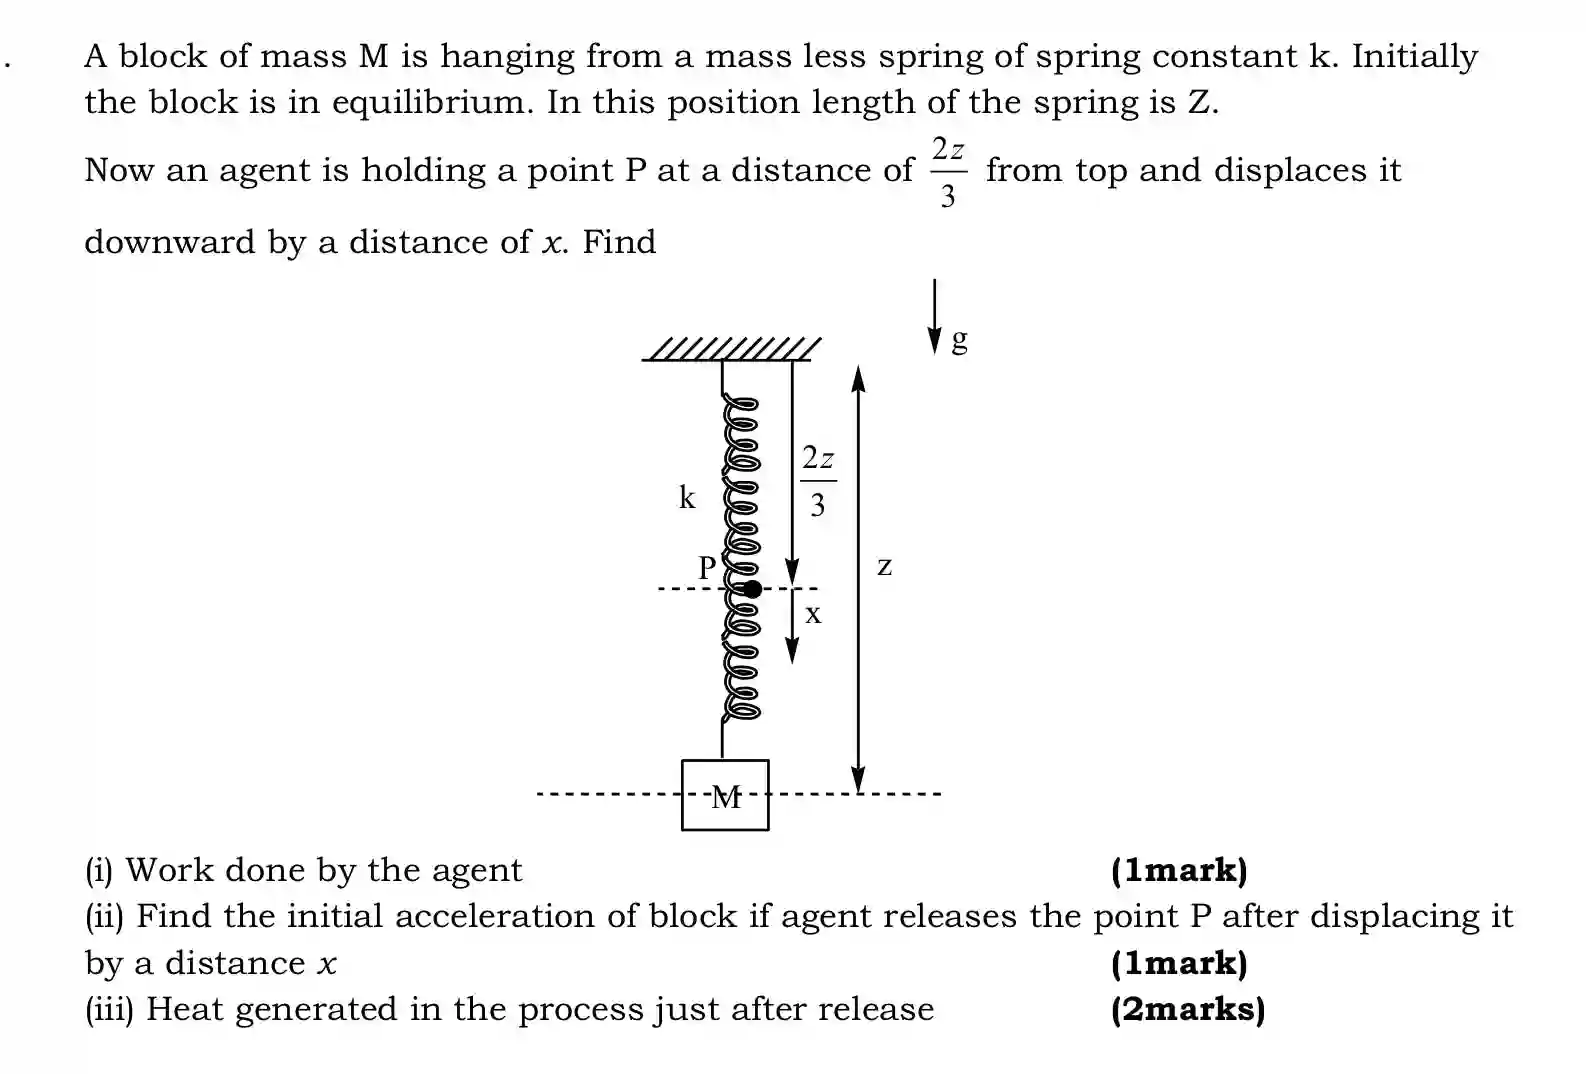 . A block of mass M is hanging from a mass less spring of spring constant k. Initially
the block is in equilibrium. In this position length of the spring is Z.
Now an agent is holding a point P at a distance of 2z/3 from top and displaces it
downward by a distance of x. Find
g
2z/3
k
P
z
x
M
(i) Work done by the agent (1mark)
(ii) Find the initial acceleration of block if agent releases the point P after displacing it
by a distance x (1mark)
(iii) Heat generated in the process just after release (2marks)